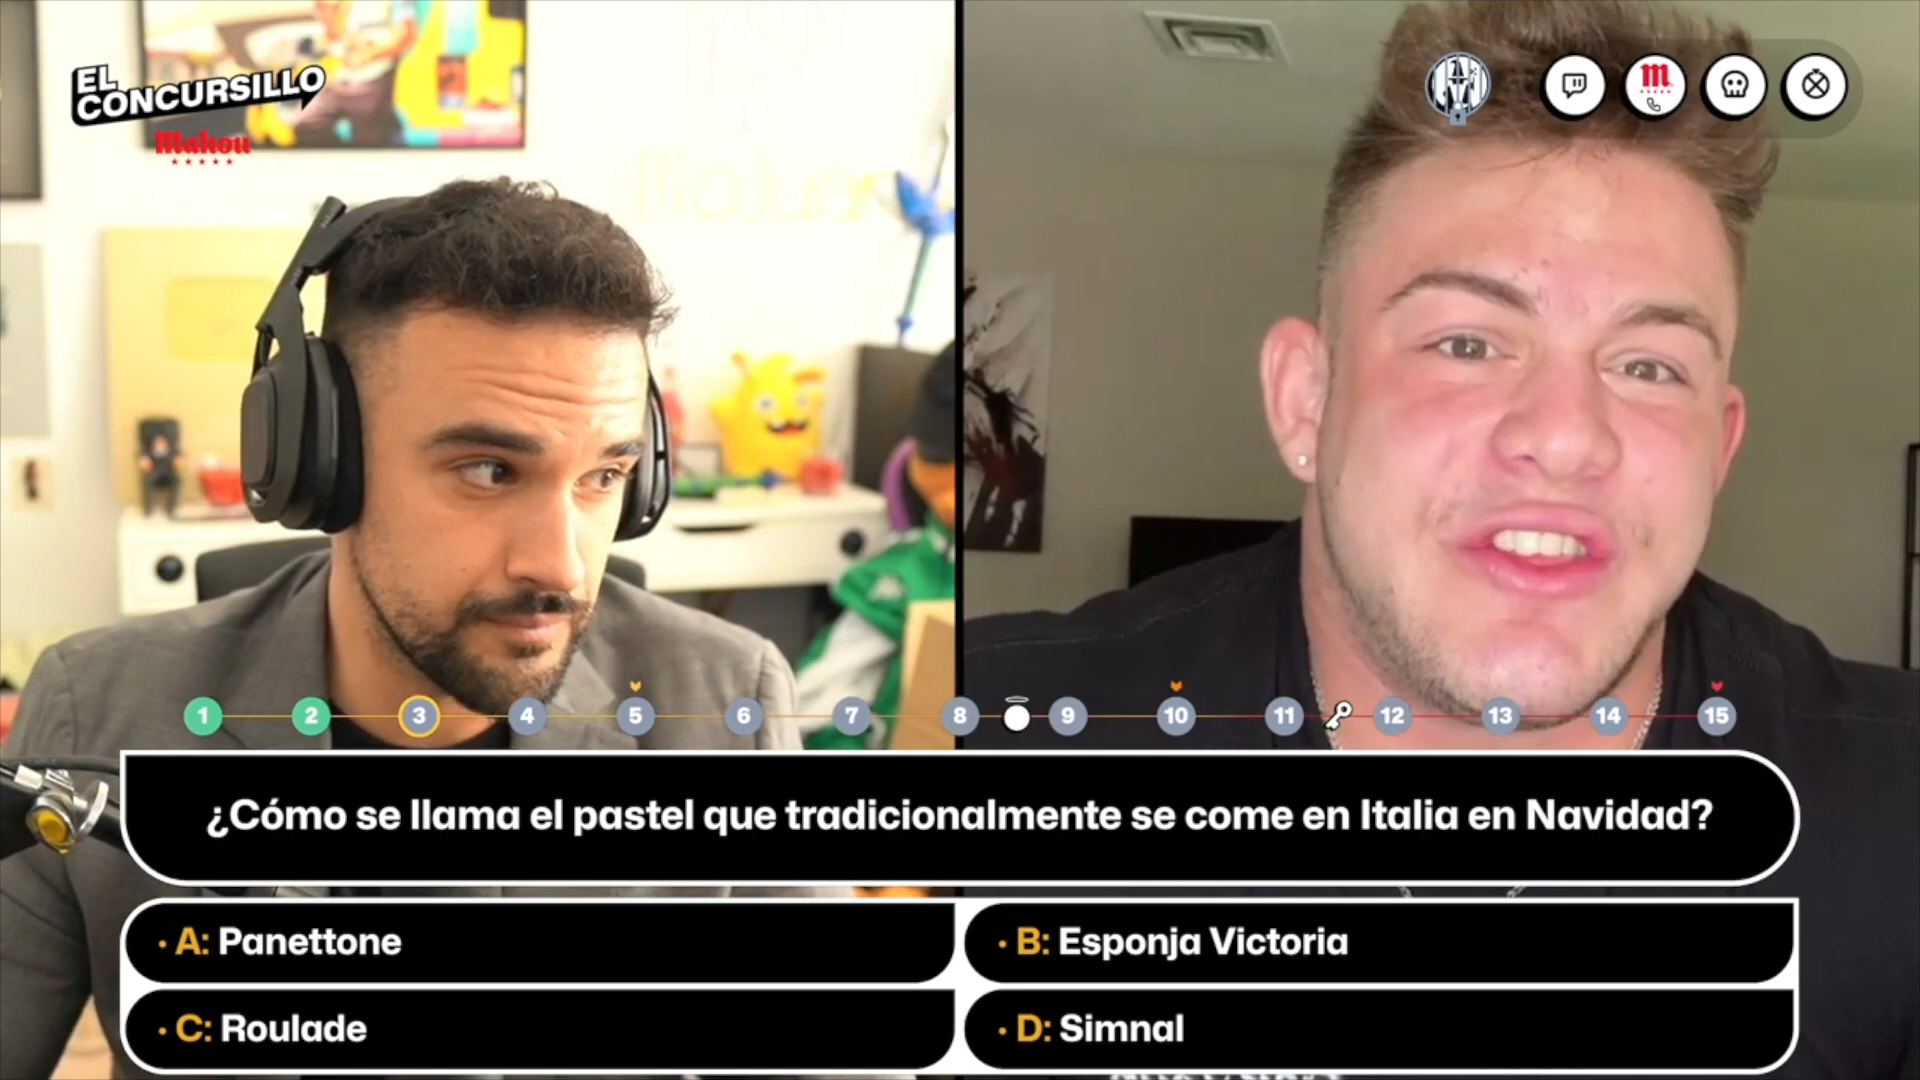 EL
CONCURSILLO
Mahou
m
1
2
3
4
5
6
7
8
9
10
11
12
13
14
15
¿Cómo se llama el pastel que tradicionalmente se come en Italia en Navidad?
· A: Panettone
· B: Esponja Victoria
· C: Roulade
· D: Simnal